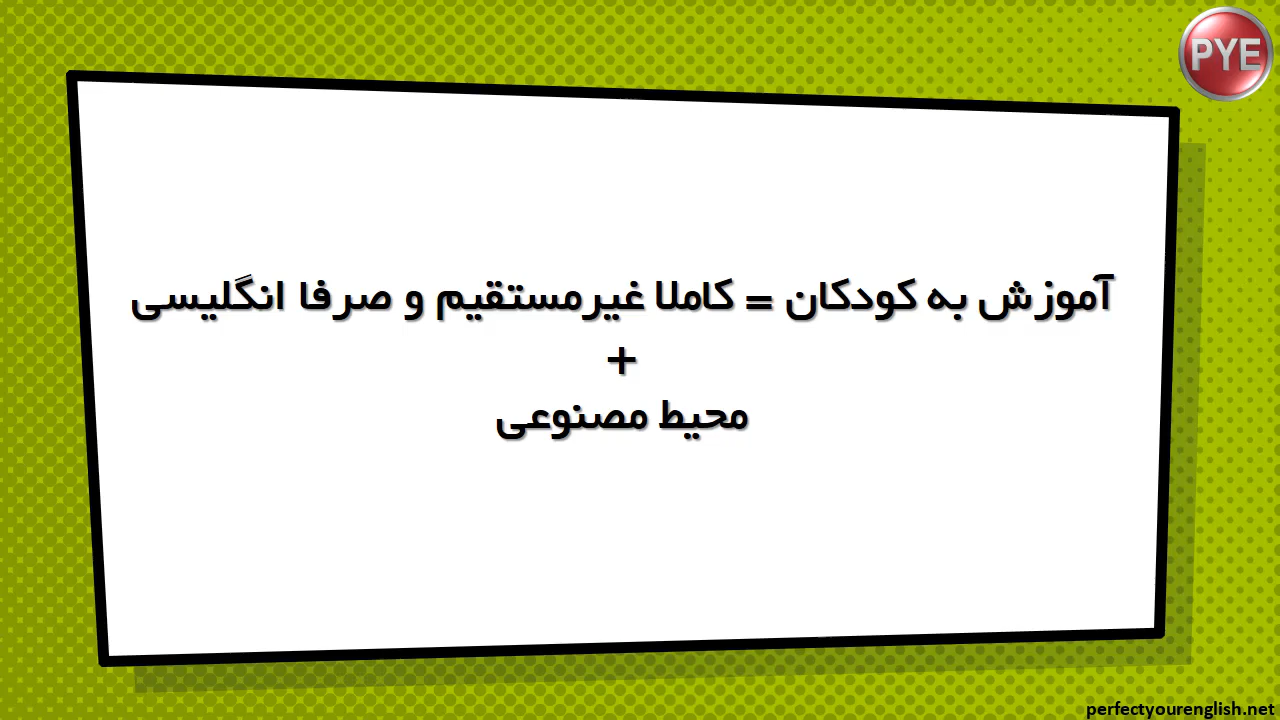 PYE
آموزش به کودکان = کاملا غیرمستقیم و صرفا انگلیسی
+
محیط مصنوعی
perfectyourenglish.net